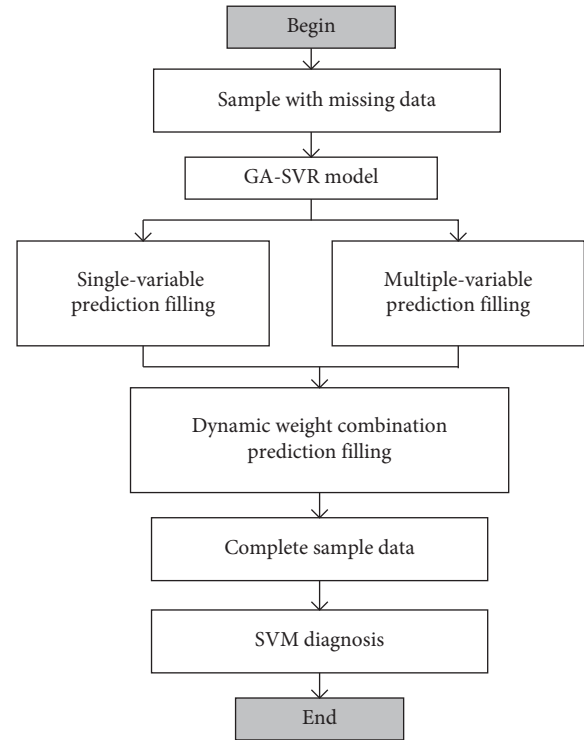 Begin
Sample with missing data
GA-SVR model
Single-variable
prediction filling
Multiple-variable
prediction filling
Dynamic weight combination
prediction filling
Complete sample data
SVM diagnosis
End